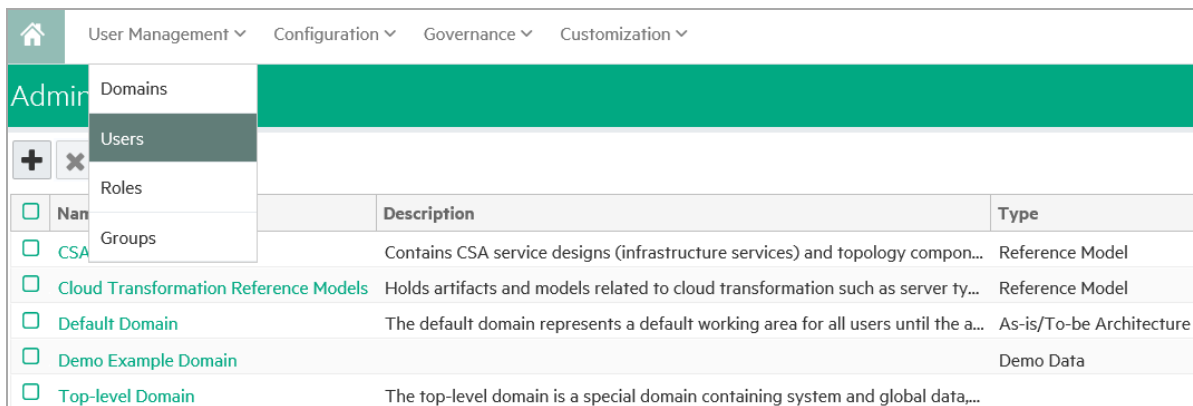 User Management Configuration Governance Customization
Domains
Admin
Users
Roles
Nam Description Type
Groups
CSA Contains CSA service designs (infrastructure services) and topology compon... Reference Model
Cloud Transformation Reference Models Holds artifacts and models related to cloud transformation such as server ty... Reference Model
Default Domain The default domain represents a default working area for all users until the a... As-is/To-be Architecture
Demo Example Domain Demo Data
Top-level Domain The top-level domain is a special domain containing system and global data,...